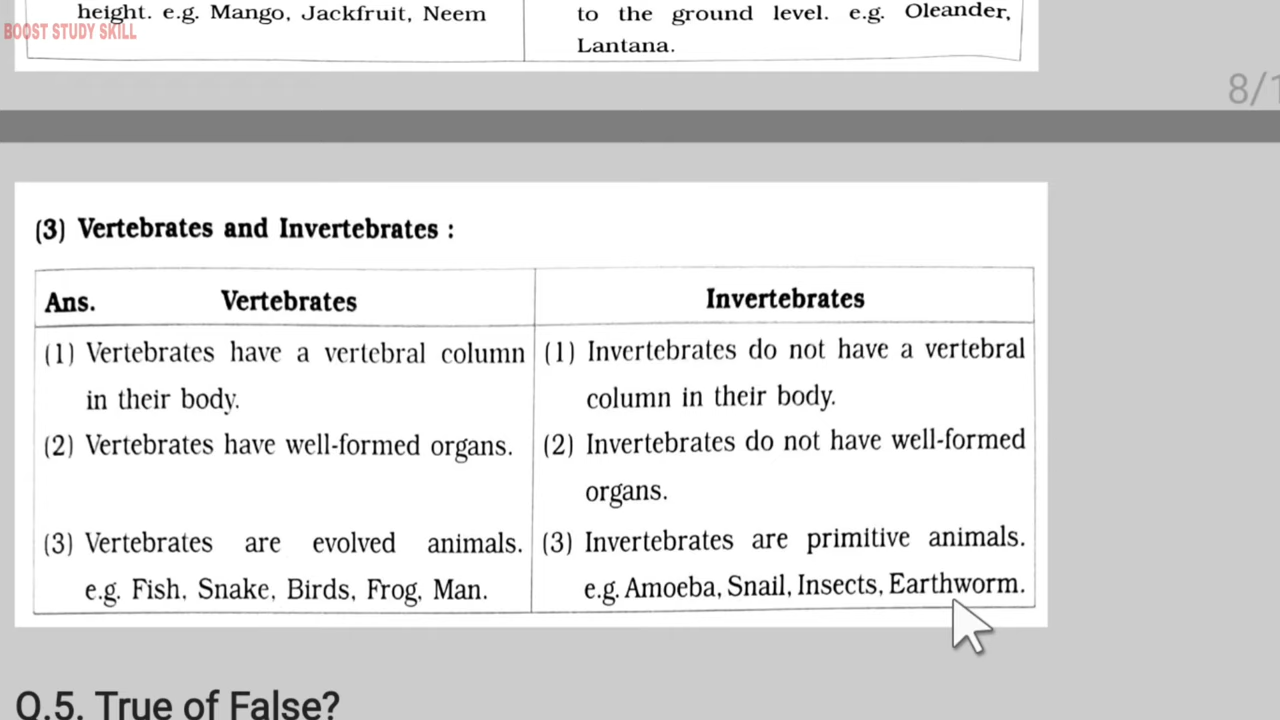 height. e.g. Mango, Jackfruit, Neem
to the ground level. e.g. Oleander,
Lantana.
BOOST STUDY SKILL
8/1
(3) Vertebrates and Invertebrates :
Ans. Vertebrates
Invertebrates
(1) Vertebrates have a vertebral column
in their body.
(1) Invertebrates do not have a vertebral
column in their body.
(2) Vertebrates have well-formed organs.
(2) Invertebrates do not have well-formed
organs.
(3) Vertebrates are evolved animals.
e.g. Fish, Snake, Birds, Frog, Man.
(3) Invertebrates are primitive animals.
e.g. Amoeba, Snail, Insects, Earthworm.
Q.5. True of False?